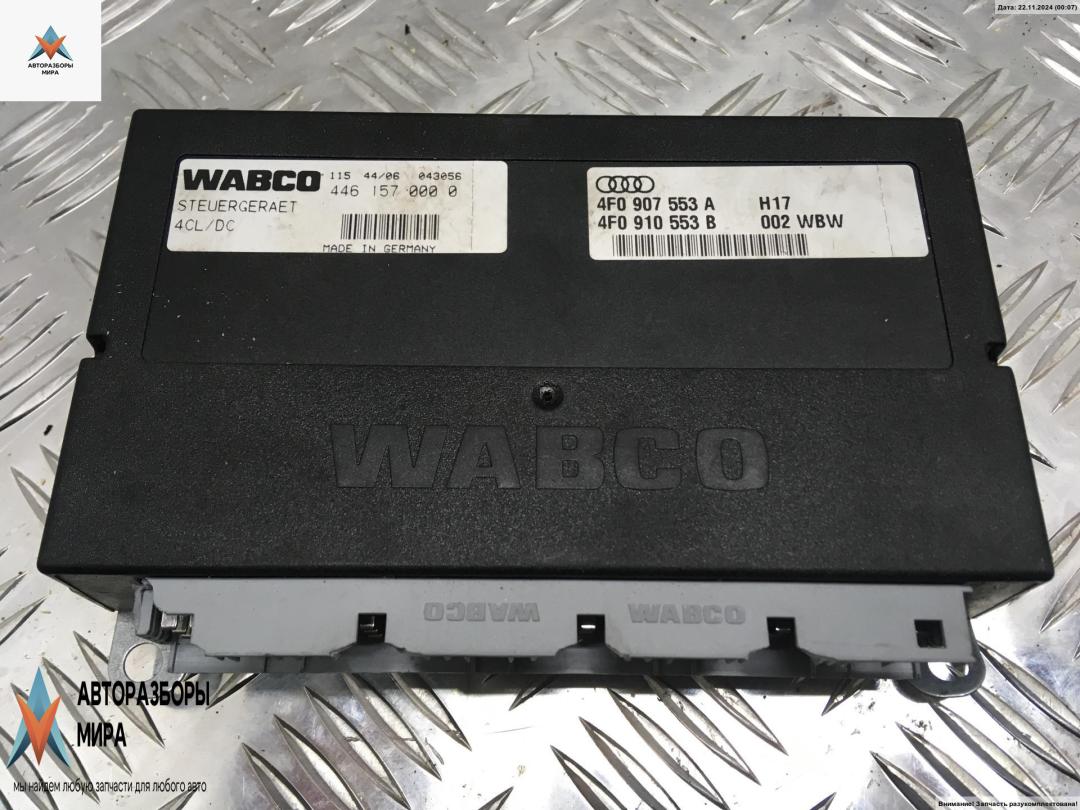 Дата: 22.11.2024 (00:07)
АВТОРАЗБОРЫ
МИРА
WABCO 115 44/06 043056
446 157 000 0
STEUERGERAET
4CL/DC
MADE IN GERMANY
4F0 907 553 A H17
4F0 910 553 B 002 WBW
WABCO
WABCO WABCO
АВТОРАЗБОРЫ
МИРА
мы найдем любую запчасти для любого авто
Внимание! Запчасть разукомплектована!